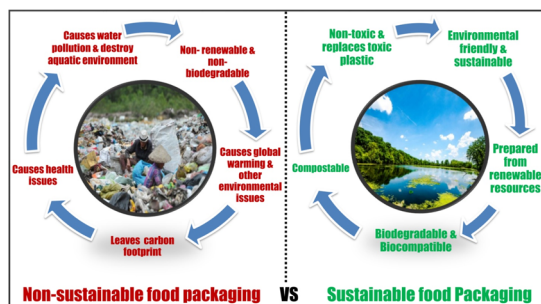 Causes water
pollution & destroy
aquatic environment
Non- renewable &
non-
biodegradable
Causes global
warming &
other
environmental
issues
Leaves carbon
footprint
Causes health
issues
Non-toxic &
replaces toxic
plastic
Environmental
friendly &
sustainable
Prepared
from
renewable
resources
Biodegradable &
Biocompatible
Compostable
Non-sustainable food packaging VS Sustainable food Packaging